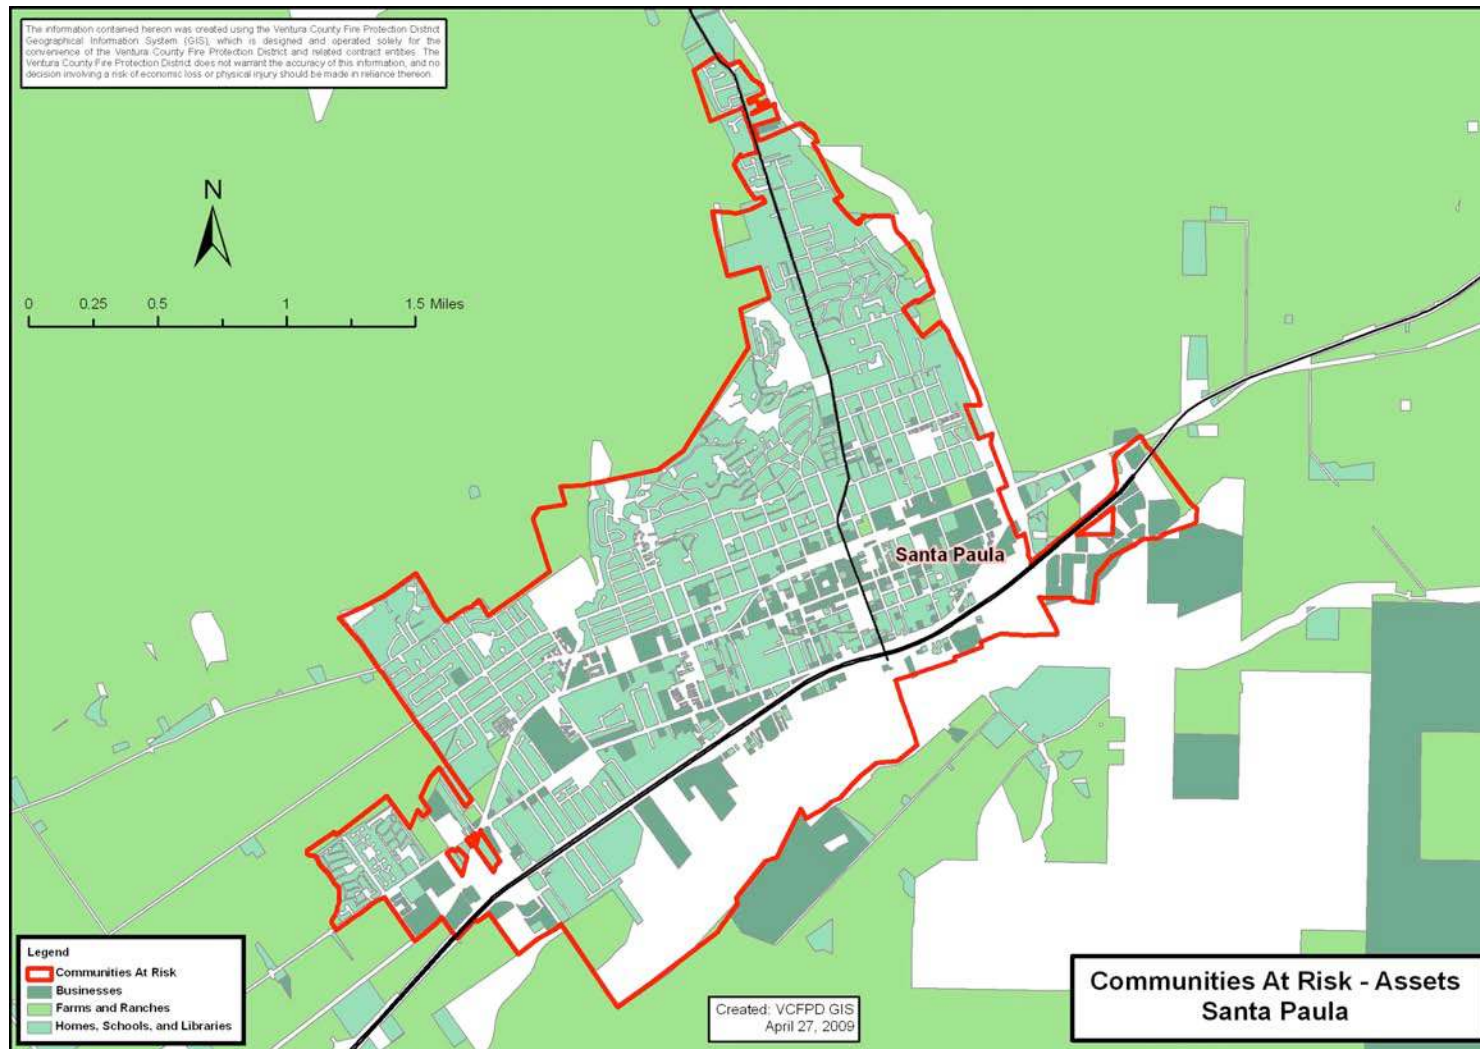 The information contained hereon was created using the Ventura County Fire Protection District
Geographical Information System (GIS), which is designed and operated solely for the
convenience of the Ventura County Fire Protection District and related contract entities. The
Ventura County Fire Protection District does not warrant the accuracy of this information, and no
decision involving a risk of economic loss or physical injury should be made in reliance thereon.
N
0 0.25 0.5 1 1.5 Miles
Santa Paula
Legend
Communities At Risk
Businesses
Farms and Ranches
Homes, Schools, and Libraries
Created: VCFPD GIS
April 27, 2009
Communities At Risk - Assets
Santa Paula